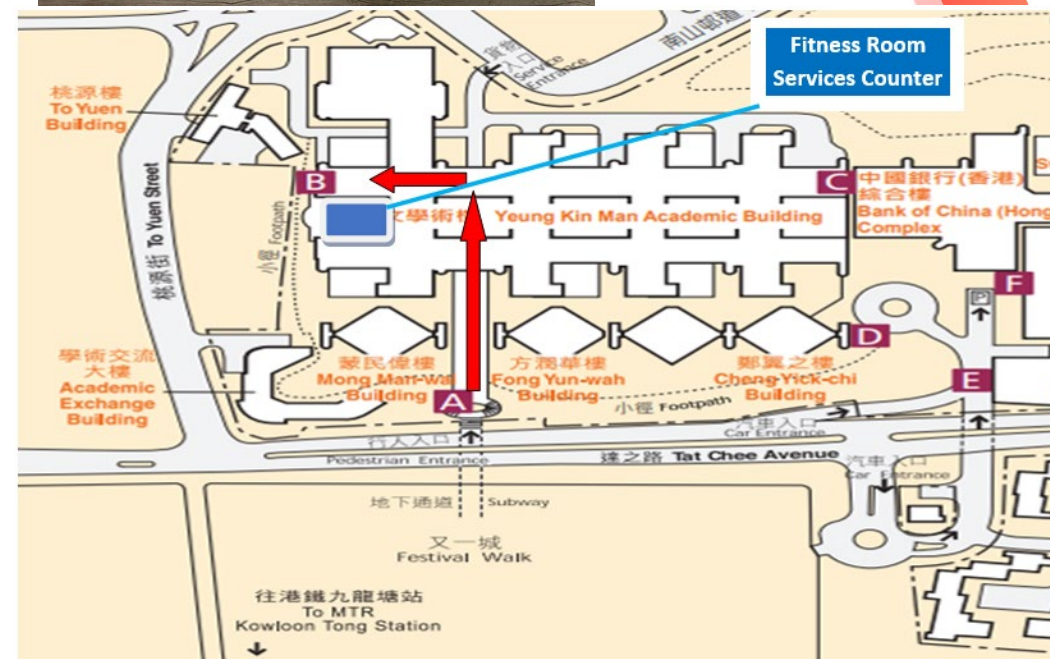 Fitness Room
Services Counter
南山邨道
貨物
入口
Service
Entrance
桃源樓
To Yuen
Building
B
C
中國銀行(香港)
綜合樓
Bank of China (Hong
Complex
學術樓 Yeung Kin Man Academic Building
桃源街 To Yuen Street
小徑 Footpath
F
P
D
E
學術交流
大樓
Academic
Exchange
Building
蒙民偉樓
Mong Man-wai
Building
方潤華樓
Fong Yun-wah
Building
鄭翼之樓
Cheng Yick-chi
Building
A
小徑 Footpath
行人入口
Pedestrian Entrance
汽車入口
Car Entrance
達之路 Tat Chee Avenue
汽車入口
Car Entrance
地下通道 Subway
又一城
Festival Walk
往港鐵九龍塘站
To MTR
Kowloon Tong Station